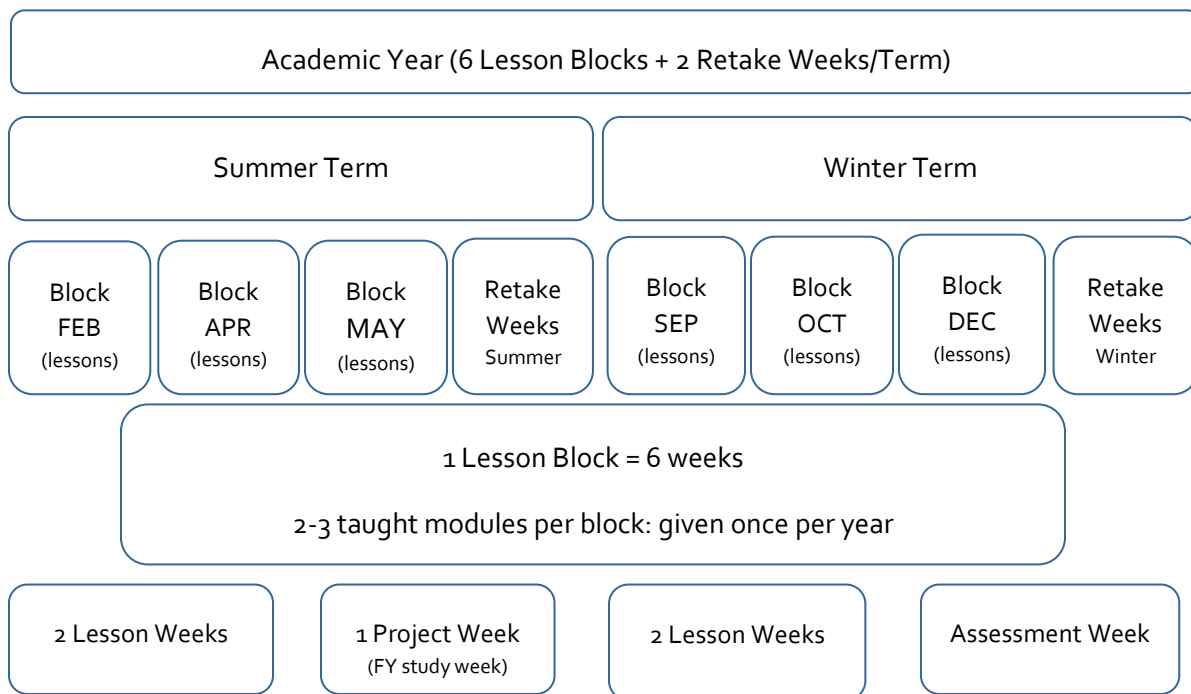 Academic Year (6 Lesson Blocks + 2 Retake Weeks/Term)
Summer Term
Winter Term
Block
FEB
(lessons)
Block
APR
(lessons)
Block
MAY
(lessons)
Retake
Weeks
Summer
Block
SEP
(lessons)
Block
OCT
(lessons)
Block
DEC
(lessons)
Retake
Weeks
Winter
1 Lesson Block = 6 weeks
2-3 taught modules per block: given once per year
2 Lesson Weeks
1 Project Week
(FY study week)
2 Lesson Weeks
Assessment Week